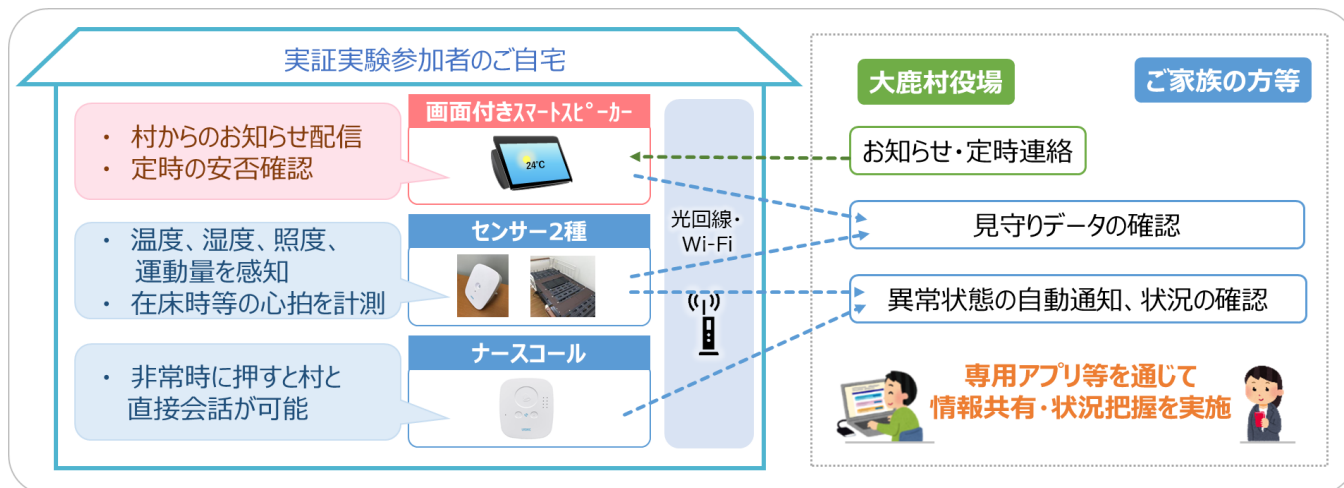 実証実験参加者のご自宅
・ 村からのお知らせ配信
・ 定時の安否確認
画面付きスマートスピーカー
24℃
・ 温度、湿度、照度、
運動量を感知
・ 在床時等の心拍を計測
センサー2種
・ 非常時に押すと村と
直接会話が可能
ナースコール
光回線・
Wi-Fi
大鹿村役場
ご家族の方等
お知らせ・定時連絡
見守りデータの確認
異常状態の自動通知、状況の確認
専用アプリ等を通じて
情報共有・状況把握を実施